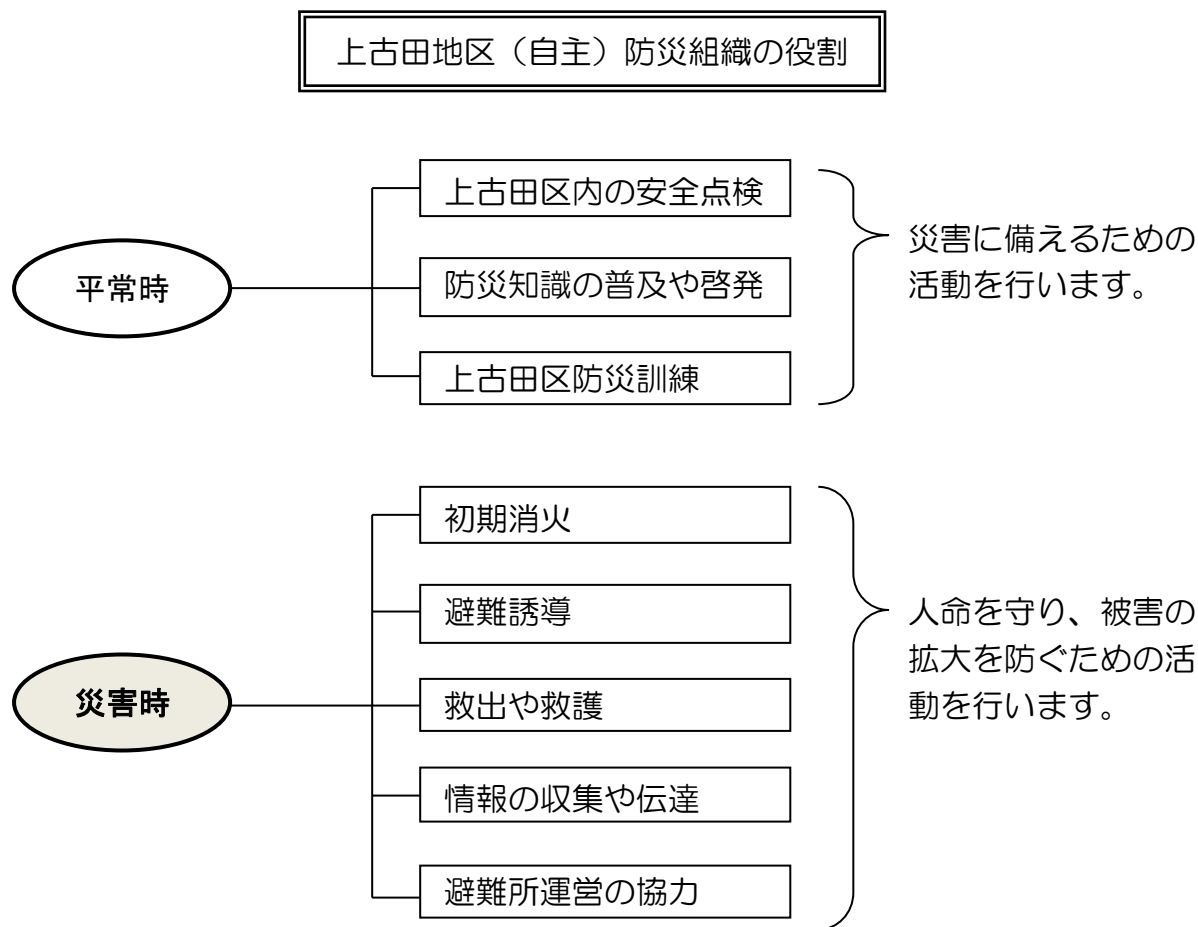 上古田地区（自主）防災組織の役割
平常時
上古田区内の安全点検
防災知識の普及や啓発
上古田区防災訓練
災害に備えるための
活動を行います。
災害時
初期消火
避難誘導
救出や救護
情報の収集や伝達
避難所運営の協力
人命を守り、被害の
拡大を防ぐための活
動を行います。